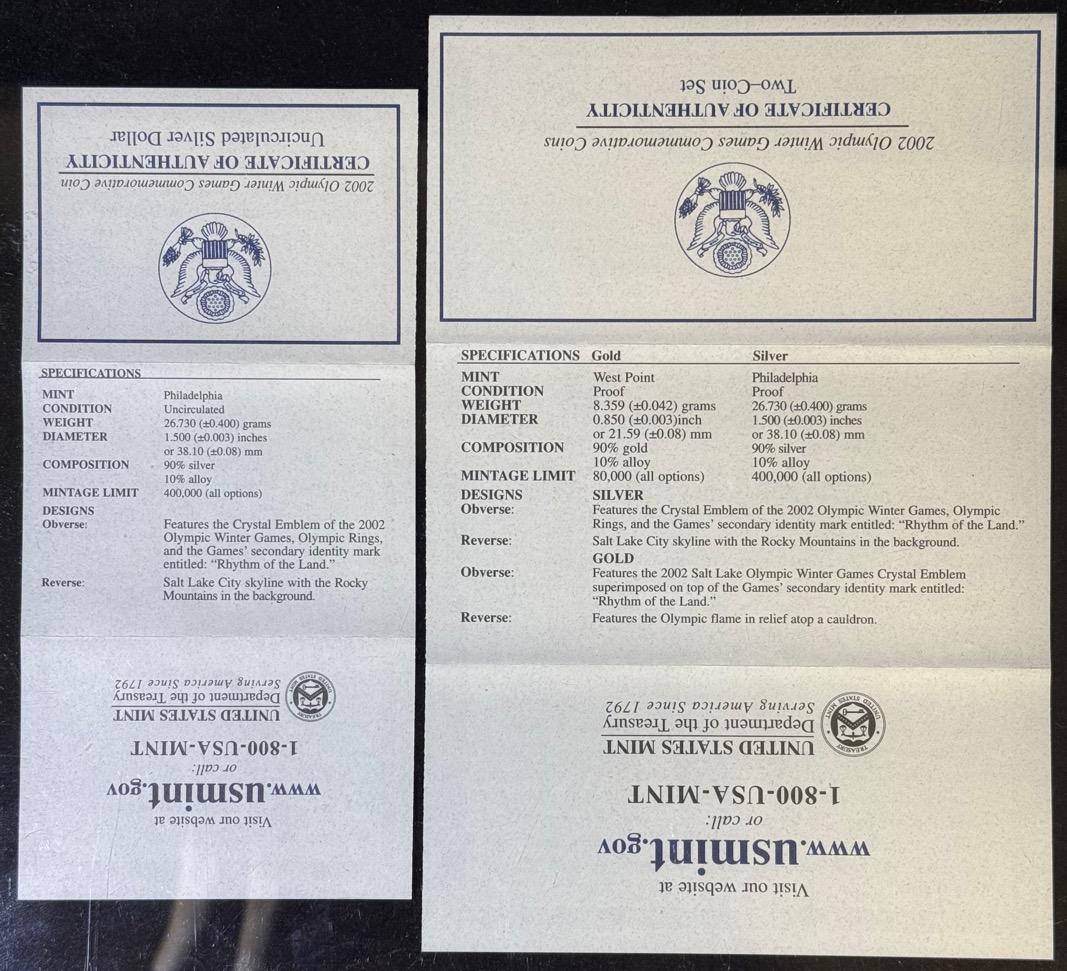 Uncirculated Silver Dollar
CERTIFICATE OF AUTHENTICITY
2002 Olympic Winter Games Commemorative Coin
SPECIFICATIONS
MINT Philadelphia
CONDITION Uncirculated
WEIGHT 26.730 (±0.400) grams
DIAMETER 1.500 (±0.003) inches
or 38.10 (±0.08) mm
COMPOSITION 90% silver
10% alloy
MINTAGE LIMIT 400,000 (all options)
DESIGNS
Obverse: Features the Crystal Emblem of the 2002
Olympic Winter Games, Olympic Rings,
and the Games' secondary identity mark
entitled: “Rhythm of the Land.”
Reverse: Salt Lake City skyline with the Rocky
Mountains in the background.
Serving America Since 1792
Department of the Treasury
UNITED STATES MINT
TREASURY
UNITED STATES MINT
1-800-USA-MINT
or call:
www.usmint.gov
Visit our website at
Two–Coin Set
CERTIFICATE OF AUTHENTICITY
2002 Olympic Winter Games Commemorative Coins
SPECIFICATIONS Gold Silver
MINT West Point Philadelphia
CONDITION Proof Proof
WEIGHT 8.359 (±0.042) grams 26.730 (±0.400) grams
DIAMETER 0.850 (±0.003)inch 1.500 (±0.003) inches
or 21.59 (±0.08) mm or 38.10 (±0.08) mm
COMPOSITION 90% gold 90% silver
10% alloy 10% alloy
MINTAGE LIMIT 80,000 (all options) 400,000 (all options)
DESIGNS SILVER
Obverse: Features the Crystal Emblem of the 2002 Olympic Winter Games, Olympic
Rings, and the Games' secondary identity mark entitled: “Rhythm of the Land.”
Reverse: Salt Lake City skyline with the Rocky Mountains in the background.
GOLD
Obverse: Features the 2002 Salt Lake Olympic Winter Games Crystal Emblem
superimposed on top of the Games' secondary identity mark entitled:
“Rhythm of the Land.”
Reverse: Features the Olympic flame in relief atop a cauldron.
Serving America Since 1792
Department of the Treasury
UNITED STATES MINT
TREASURY
UNITED STATES MINT
1-800-USA-MINT
or call:
www.usmint.gov
Visit our website at